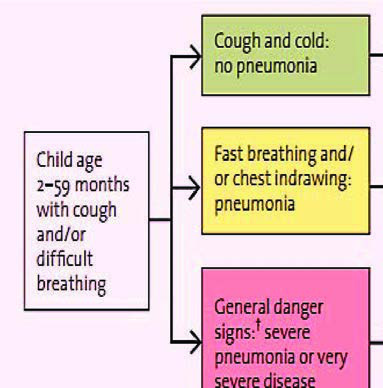 Child age
2–59 months
with cough
and/or
difficult
breathing
Cough and cold:
no pneumonia
Fast breathing and/
or chest indrawing:
pneumonia
General danger
signs:† severe
pneumonia or very
severe disease